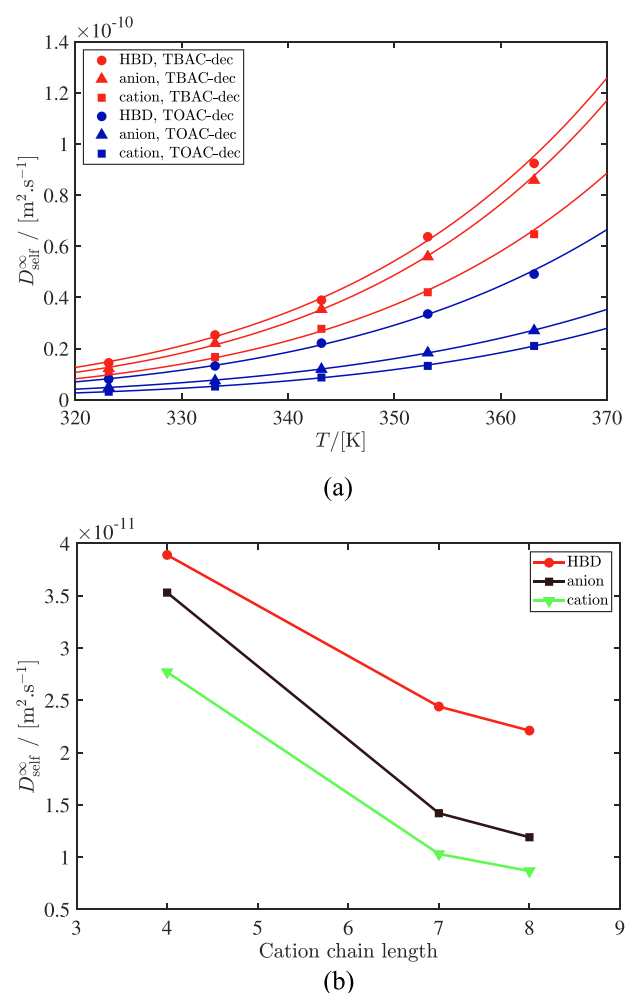 (a)
×10⁻¹⁰
1.4
1.2
1
0.8
0.6
0.4
0.2
0
D∞self / [m².s⁻¹]
HBD, TBAC-dec
anion, TBAC-dec
cation, TBAC-dec
HBD, TOAC-dec
anion, TOAC-dec
cation, TOAC-dec
320 330 340 350 360 370
T/[K]
(a)
×10⁻¹¹
4
3.5
3
2.5
2
1.5
1
0.5
D∞self / [m².s⁻¹]
HBD
anion
cation
3 4 5 6 7 8 9
Cation chain length
(b)